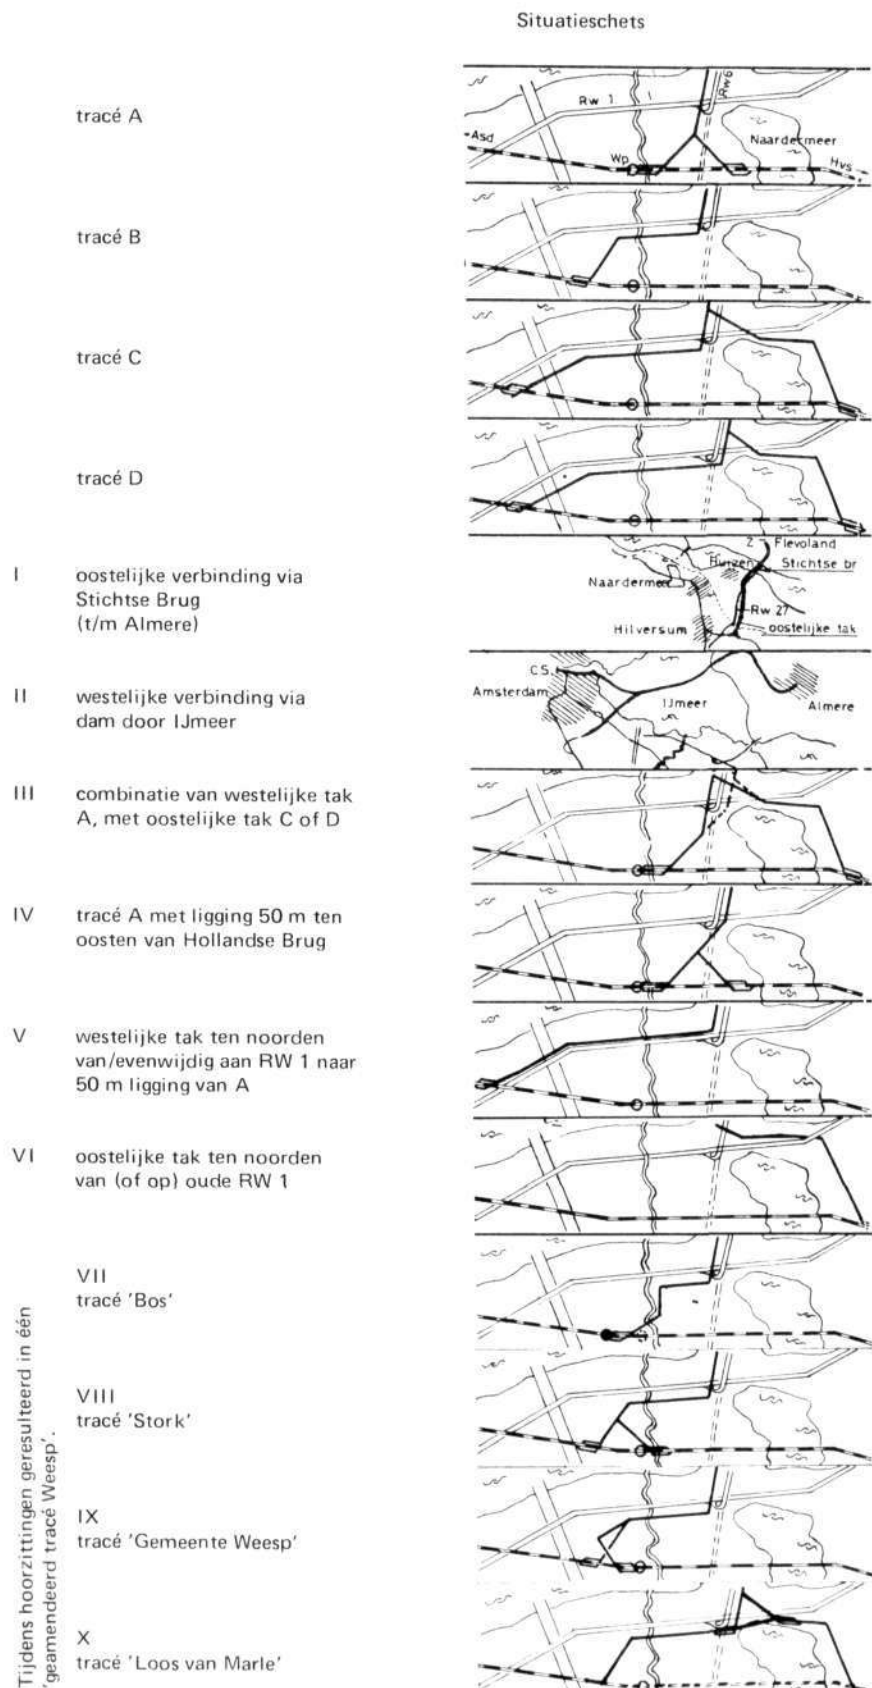 Situatieschets
tracé A
Rw 1
Rw 6
Asd
Wp
Naardermeer
Hvs
tracé B
tracé C
tracé D
I oostelijke verbinding via
Stichtse Brug
(t/m Almere)
Z - Flevoland
Huizen
Stichtse br
Naardermeer
Rw 27
Hilversum
oostelijke tak
II westelijke verbinding via
dam door IJmeer
C.S.
Amsterdam
IJmeer
Almere
III combinatie van westelijke tak
A, met oostelijke tak C of D
IV tracé A met ligging 50 m ten
oosten van Hollandse Brug
V westelijke tak ten noorden
van/evenwijdig aan RW 1 naar
50 m ligging van A
VI oostelijke tak ten noorden
van (of op) oude RW 1
Tijdens hoorzittingen geresulteerd in één
'geamendeerd tracé Weesp'.
VII
tracé 'Bos'
VIII
tracé 'Stork'
IX
tracé 'Gemeente Weesp'
X
tracé 'Loos van Marle'